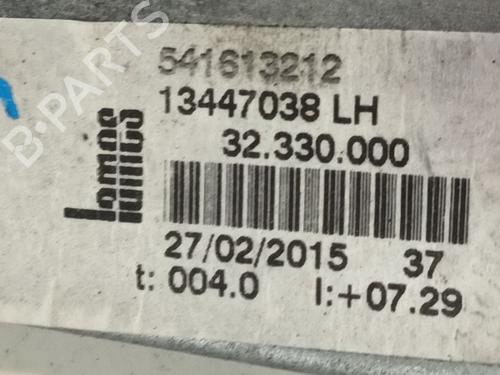 B-PARTS
541613212
13447038 LH
32.330.000
lames
27/02/2015 37
t: 004.0 l:+07.29